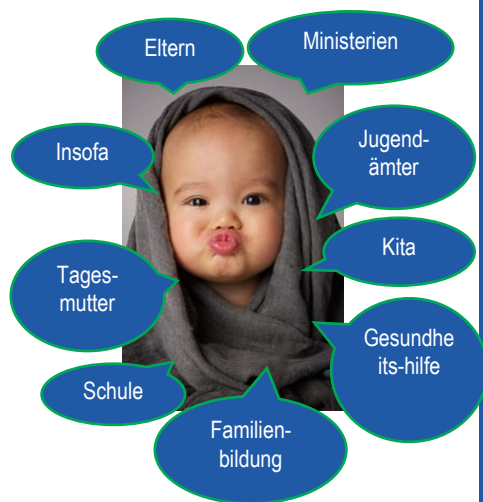 Eltern
Ministerien
Insofa
Jugend-
ämter
Kita
Tages-
mutter
Gesundhe
its-hilfe
Schule
Familien-
bildung